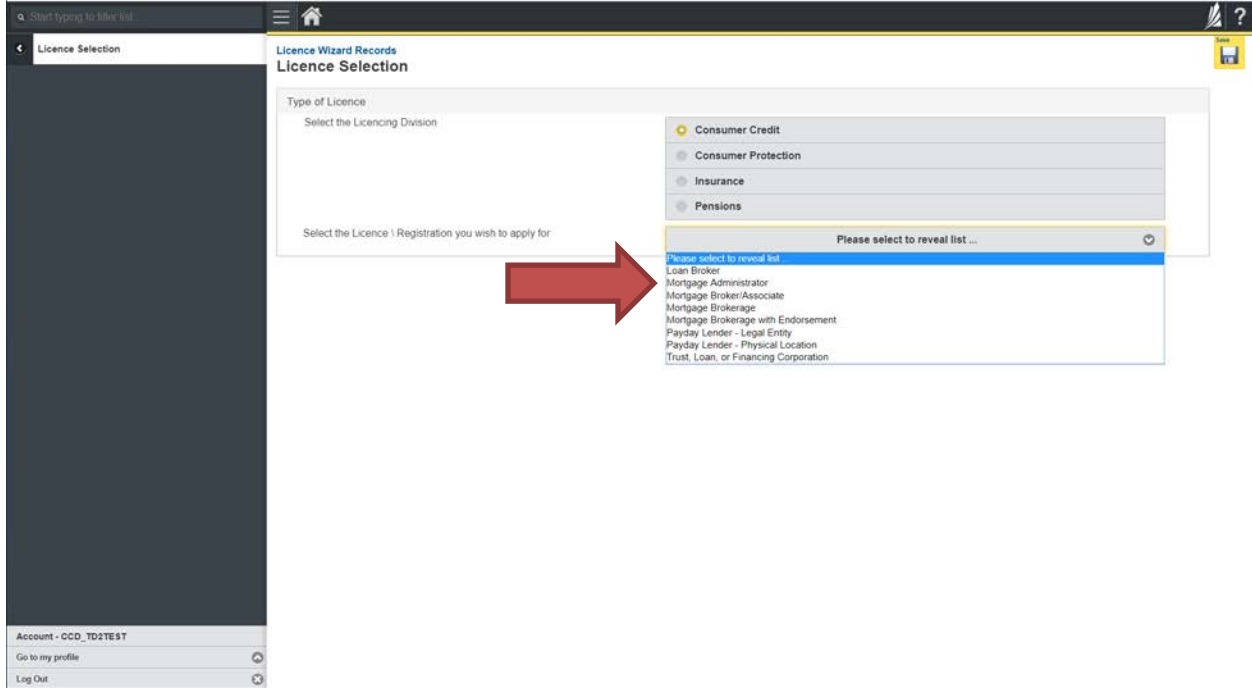 Start typing to filter list ...
?
Licence Selection
Licence Wizard Records
Licence Selection
Save
Type of Licence
Select the Licencing Division
Consumer Credit
Consumer Protection
Insurance
Pensions
Select the Licence \ Registration you wish to apply for
Please select to reveal list ...
Please select to reveal list ...
Loan Broker
Mortgage Administrator
Mortgage Broker/Associate
Mortgage Brokerage
Mortgage Brokerage with Endorsement
Payday Lender - Legal Entity
Payday Lender - Physical Location
Trust, Loan, or Financing Corporation
Account - CCD_TD2TEST
Go to my profile
Log Out